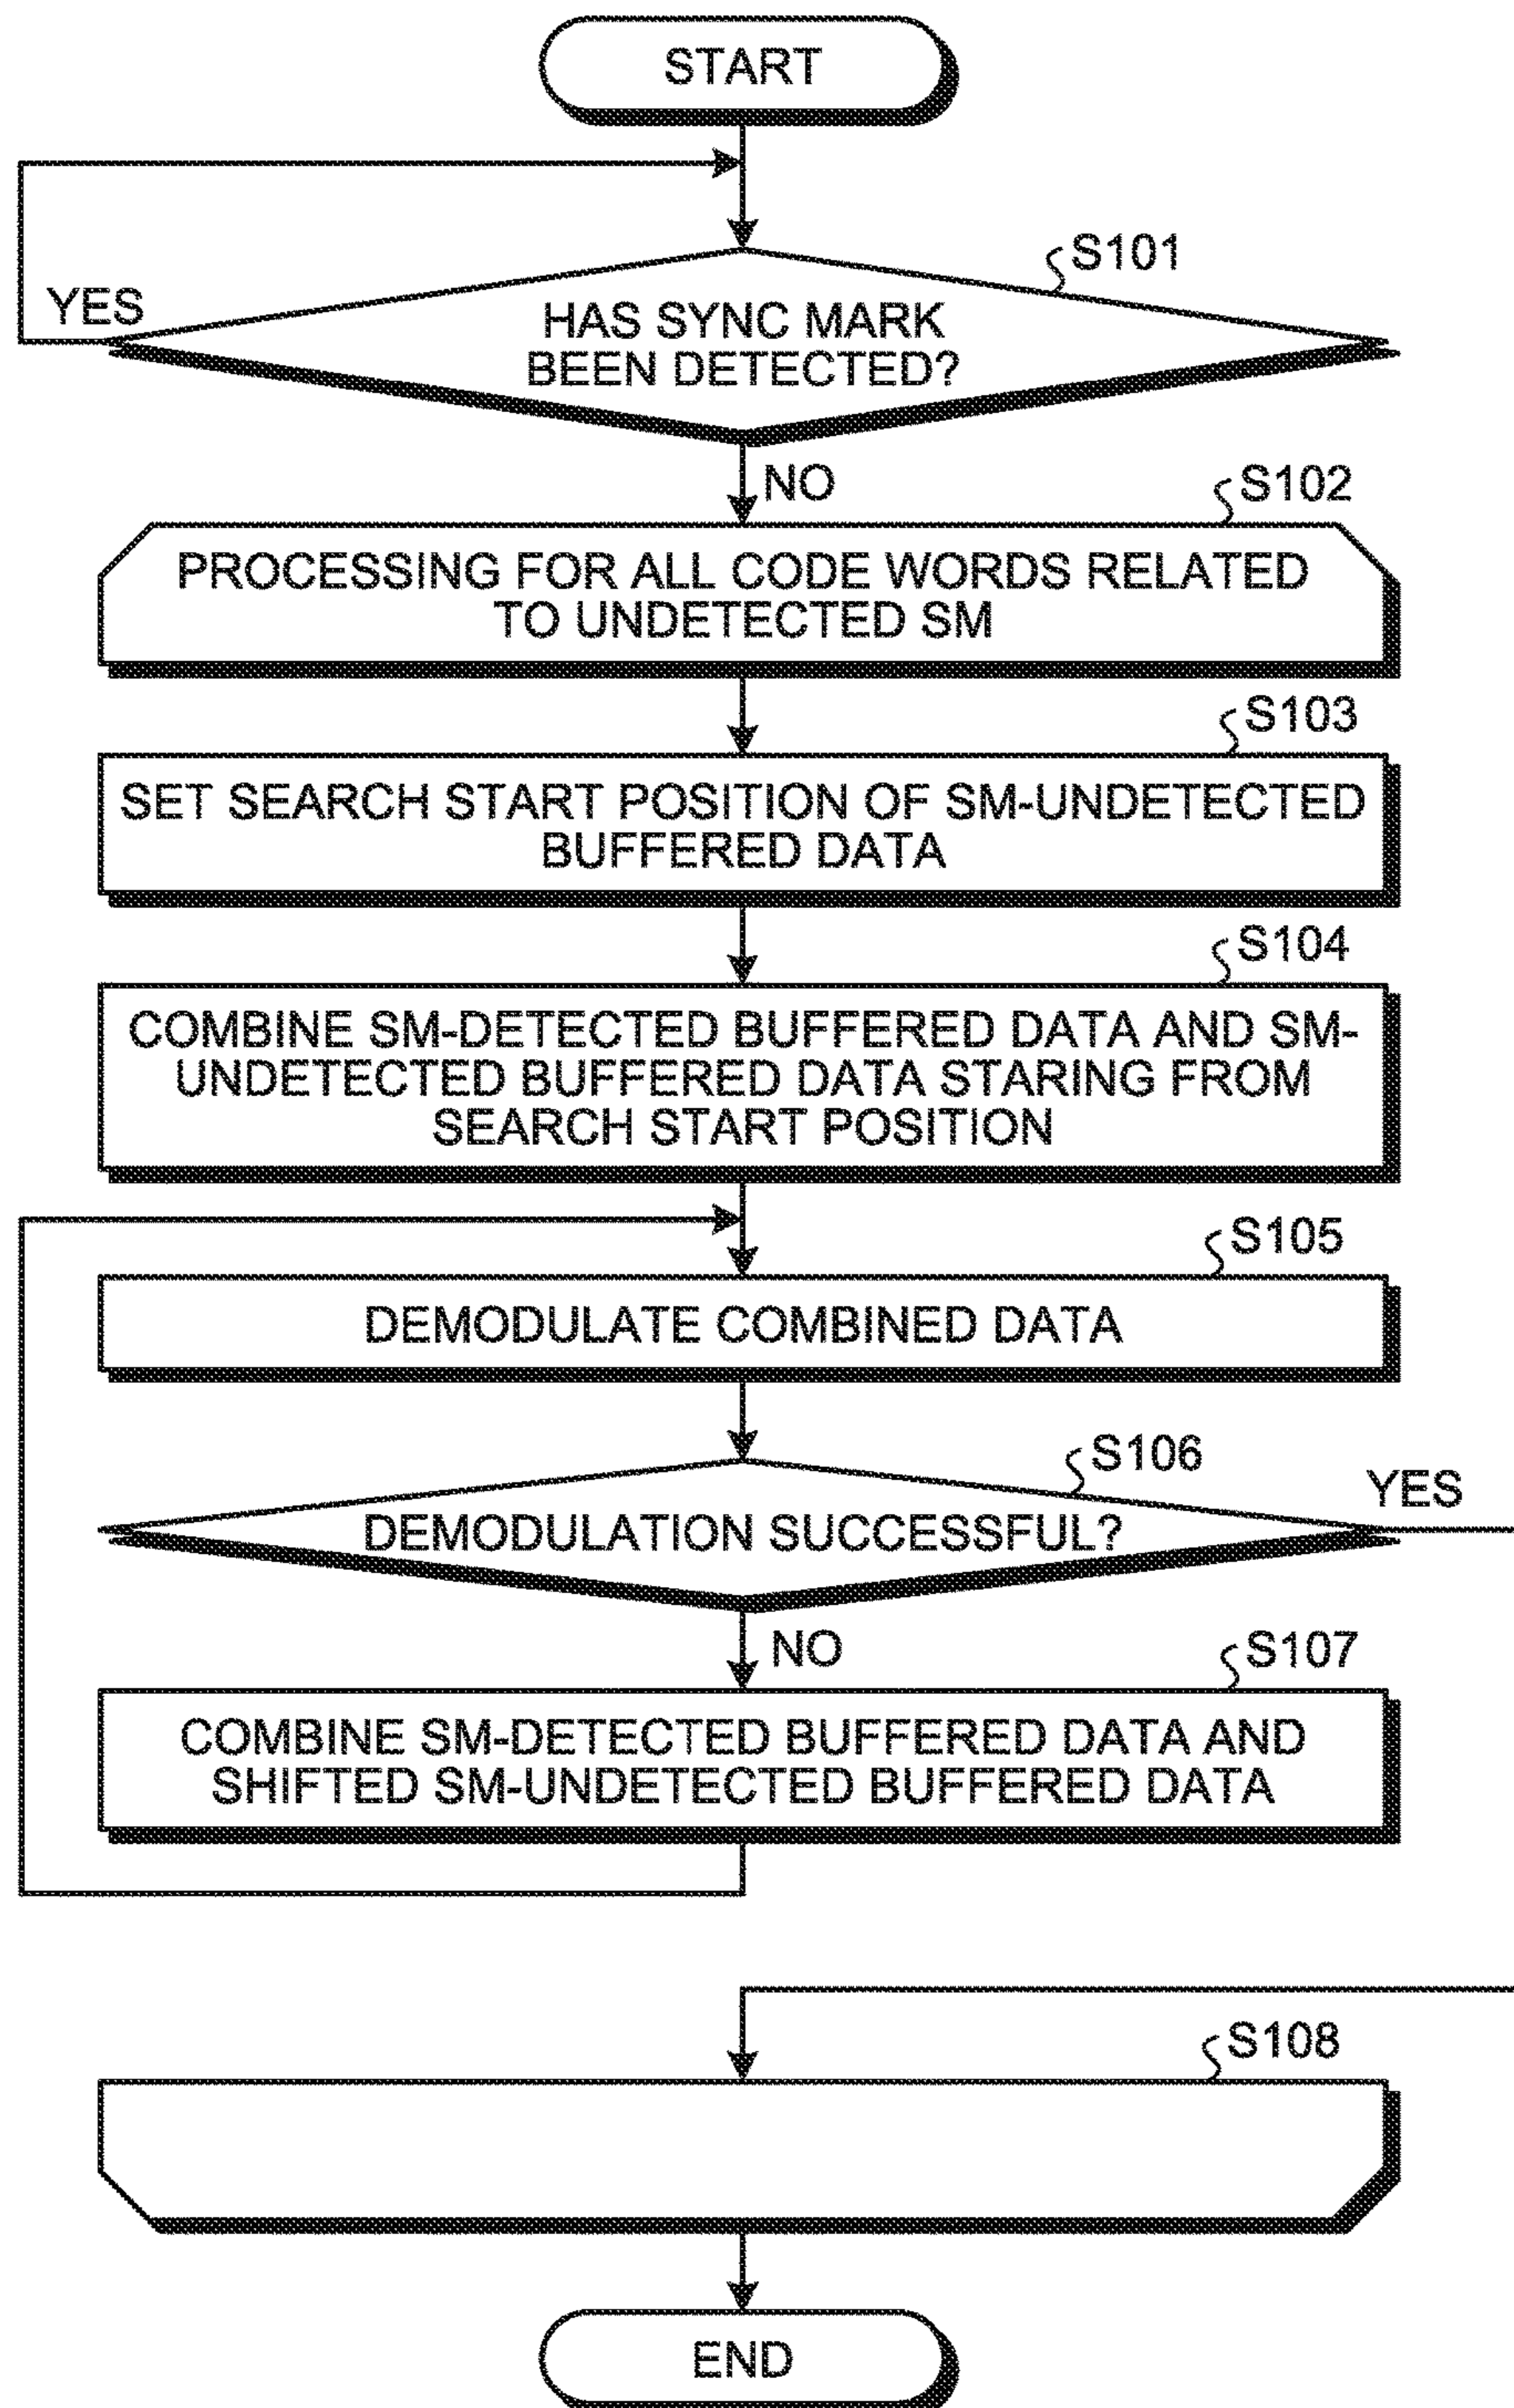 START
S101
YES
HAS SYNC MARK
BEEN DETECTED?
NO
S102
PROCESSING FOR ALL CODE WORDS RELATED
TO UNDETECTED SM
S103
SET SEARCH START POSITION OF SM-UNDETECTED
BUFFERED DATA
S104
COMBINE SM-DETECTED BUFFERED DATA AND SM-
UNDETECTED BUFFERED DATA STARING FROM
SEARCH START POSITION
S105
DEMODULATE COMBINED DATA
S106
YES
DEMODULATION SUCCESSFUL?
NO
S107
COMBINE SM-DETECTED BUFFERED DATA AND
SHIFTED SM-UNDETECTED BUFFERED DATA
S108
END